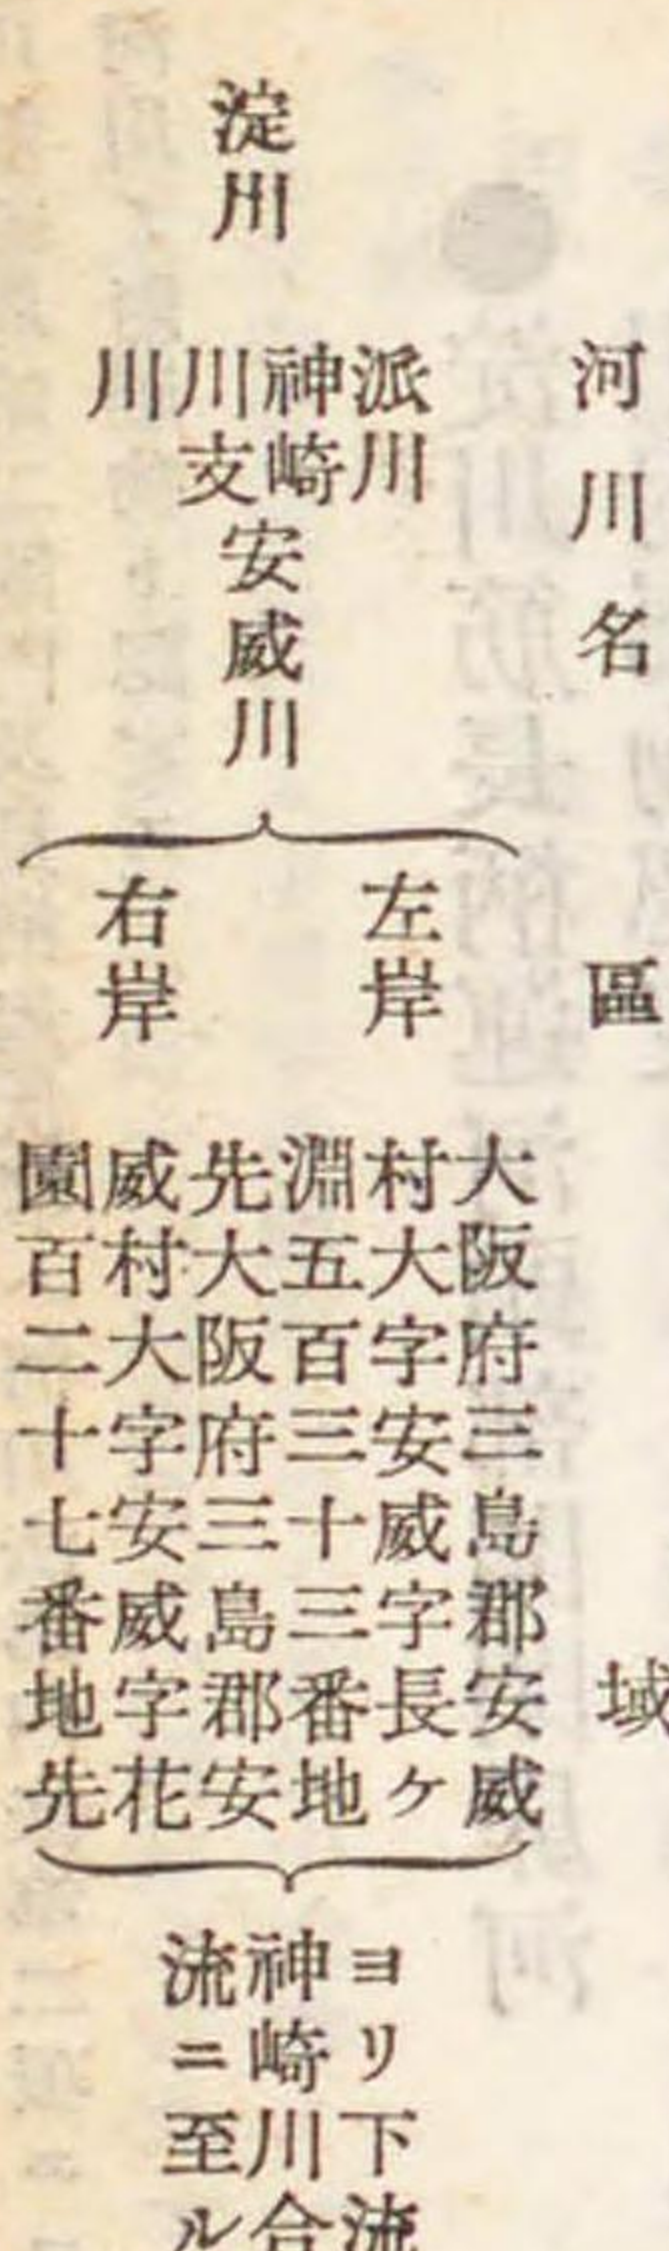 河川名　區域
淀川
派川
神崎
川支
川
安威川
左岸
大阪府三島郡安威
村大字安威字長ヶ
淵五百三十三番地
先
右岸
大阪府三島郡安
威村大字安威字花
園百二十七番地先
ヨリ下流
神崎川合
流ニ至ル